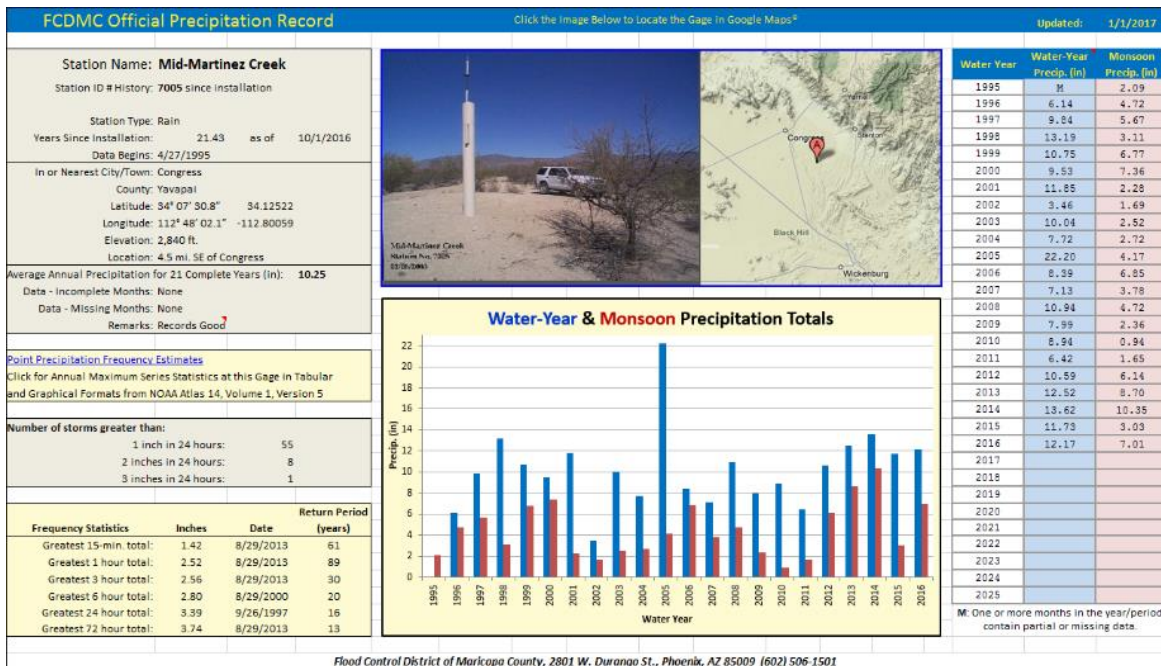 FCDMC Official Precipitation Record
Click the Image Below to Locate the Gage In Google Maps©
Updated: 1/1/2017
Station Name: Mid-Martinez Creek
Station ID # History: 7005 since installation
Station Type: Rain
Years Since Installation: 21.43 as of 10/1/2016
Data Begins: 4/27/1995
In or Nearest City/Town: Congress
County: Yavapai
Latitude: 34° 07' 30.8" 34.12522
Longitude: 112° 48' 02.1" -112.80059
Elevation: 2,840 ft.
Location: 4.5 mi. SE of Congress
Average Annual Precipitation for 21 Complete Years (in): 10.25
Data - Incomplete Months: None
Data - Missing Months: None
Remarks: Records Good
Point Precipitation Frequency Estimates
Click for Annual Maximum Series Statistics at this Gage in Tabular
and Graphical Formats from NOAA Atlas 14, Volume 1, Version 5
Number of storms greater than:
1 inch in 24 hours: 55
2 inches in 24 hours: 8
3 inches in 24 hours: 1
Return Period
Frequency Statistics Inches Date (years)
Greatest 15-min. total: 1.42 8/29/2013 61
Greatest 1 hour total: 2.52 8/29/2013 89
Greatest 3 hour total: 2.56 8/29/2013 30
Greatest 6 hour total: 2.80 8/29/2000 20
Greatest 24 hour total: 3.39 9/26/1997 16
Greatest 72 hour total: 3.74 8/29/2013 13
Martinez Creek
Station No. 7005
Yarnell
Stanton
Congress
A
Black Hill
Wickenburg
Water-Year & Monsoon Precipitation Totals
Precip. (in)
22
20
18
16
14
12
10
8
6
4
2
0
1995 1996 1997 1998 1999 2000 2001 2002 2003 2004 2005 2006 2007 2008 2009 2010 2011 2012 2013 2014 2015 2016
Water Year
Water Year Water-Year Precip. (in) Monsoon Precip. (in)
1995 M 2.09
1996 6.14 4.72
1997 9.84 5.67
1998 13.19 3.11
1999 10.75 6.77
2000 9.53 7.36
2001 11.85 2.28
2002 3.46 1.69
2003 10.04 2.52
2004 7.72 2.72
2005 22.20 4.17
2006 8.39 6.85
2007 7.13 3.78
2008 10.94 4.72
2009 7.99 2.36
2010 8.94 0.94
2011 6.42 1.65
2012 10.59 6.14
2013 12.52 8.70
2014 13.62 10.35
2015 11.73 3.03
2016 12.17 7.01
2017
2018
2019
2020
2021
2022
2023
2024
2025
M: One or more months in the year/period
contain partial or missing data.
Flood Control District of Maricopa County, 2801 W. Durango St., Phoenix, AZ 85009 (602) 506-1501